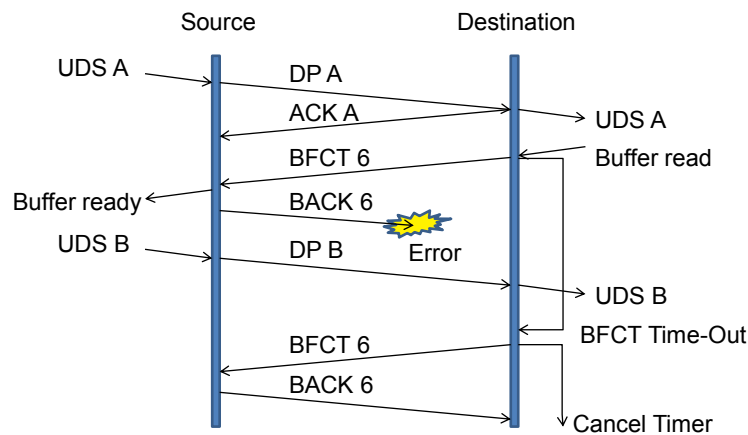 Source
Destination
UDS A
DP A
ACK A
UDS A
BFCT 6
Buffer read
Buffer ready
BACK 6
UDS B
DP B
Error
UDS B
BFCT Time-Out
BFCT 6
BACK 6
Cancel Timer